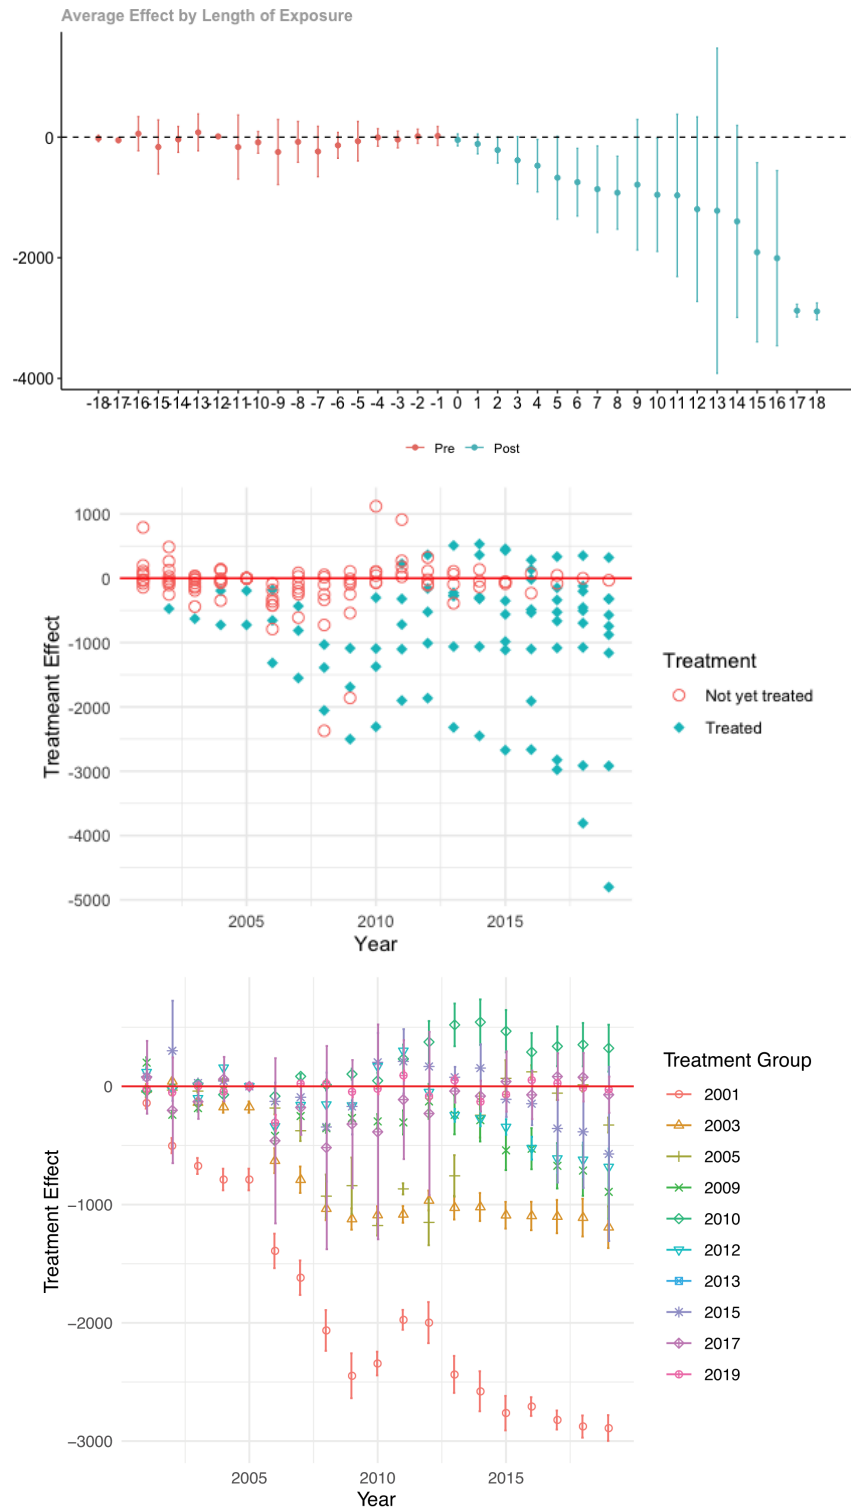 Average Effect by Length of Exposure
0
-2000
-4000
-18-17-16-15-14-13-12-11-10 -9 -8 -7 -6 -5 -4 -3 -2 -1 0 1 2 3 4 5 6 7 8 9 10 11 12 13 14 15 16 17 18
Pre Post
1000
0
-1000
-2000
-3000
-4000
-5000
Treatmeant Effect
2005 2010 2015
Year
Treatment
Not yet treated
Treated
0
−1000
−2000
−3000
Treatment Effect
2005 2010 2015
Year
Treatment Group
2001
2003
2005
2009
2010
2012
2013
2015
2017
2019